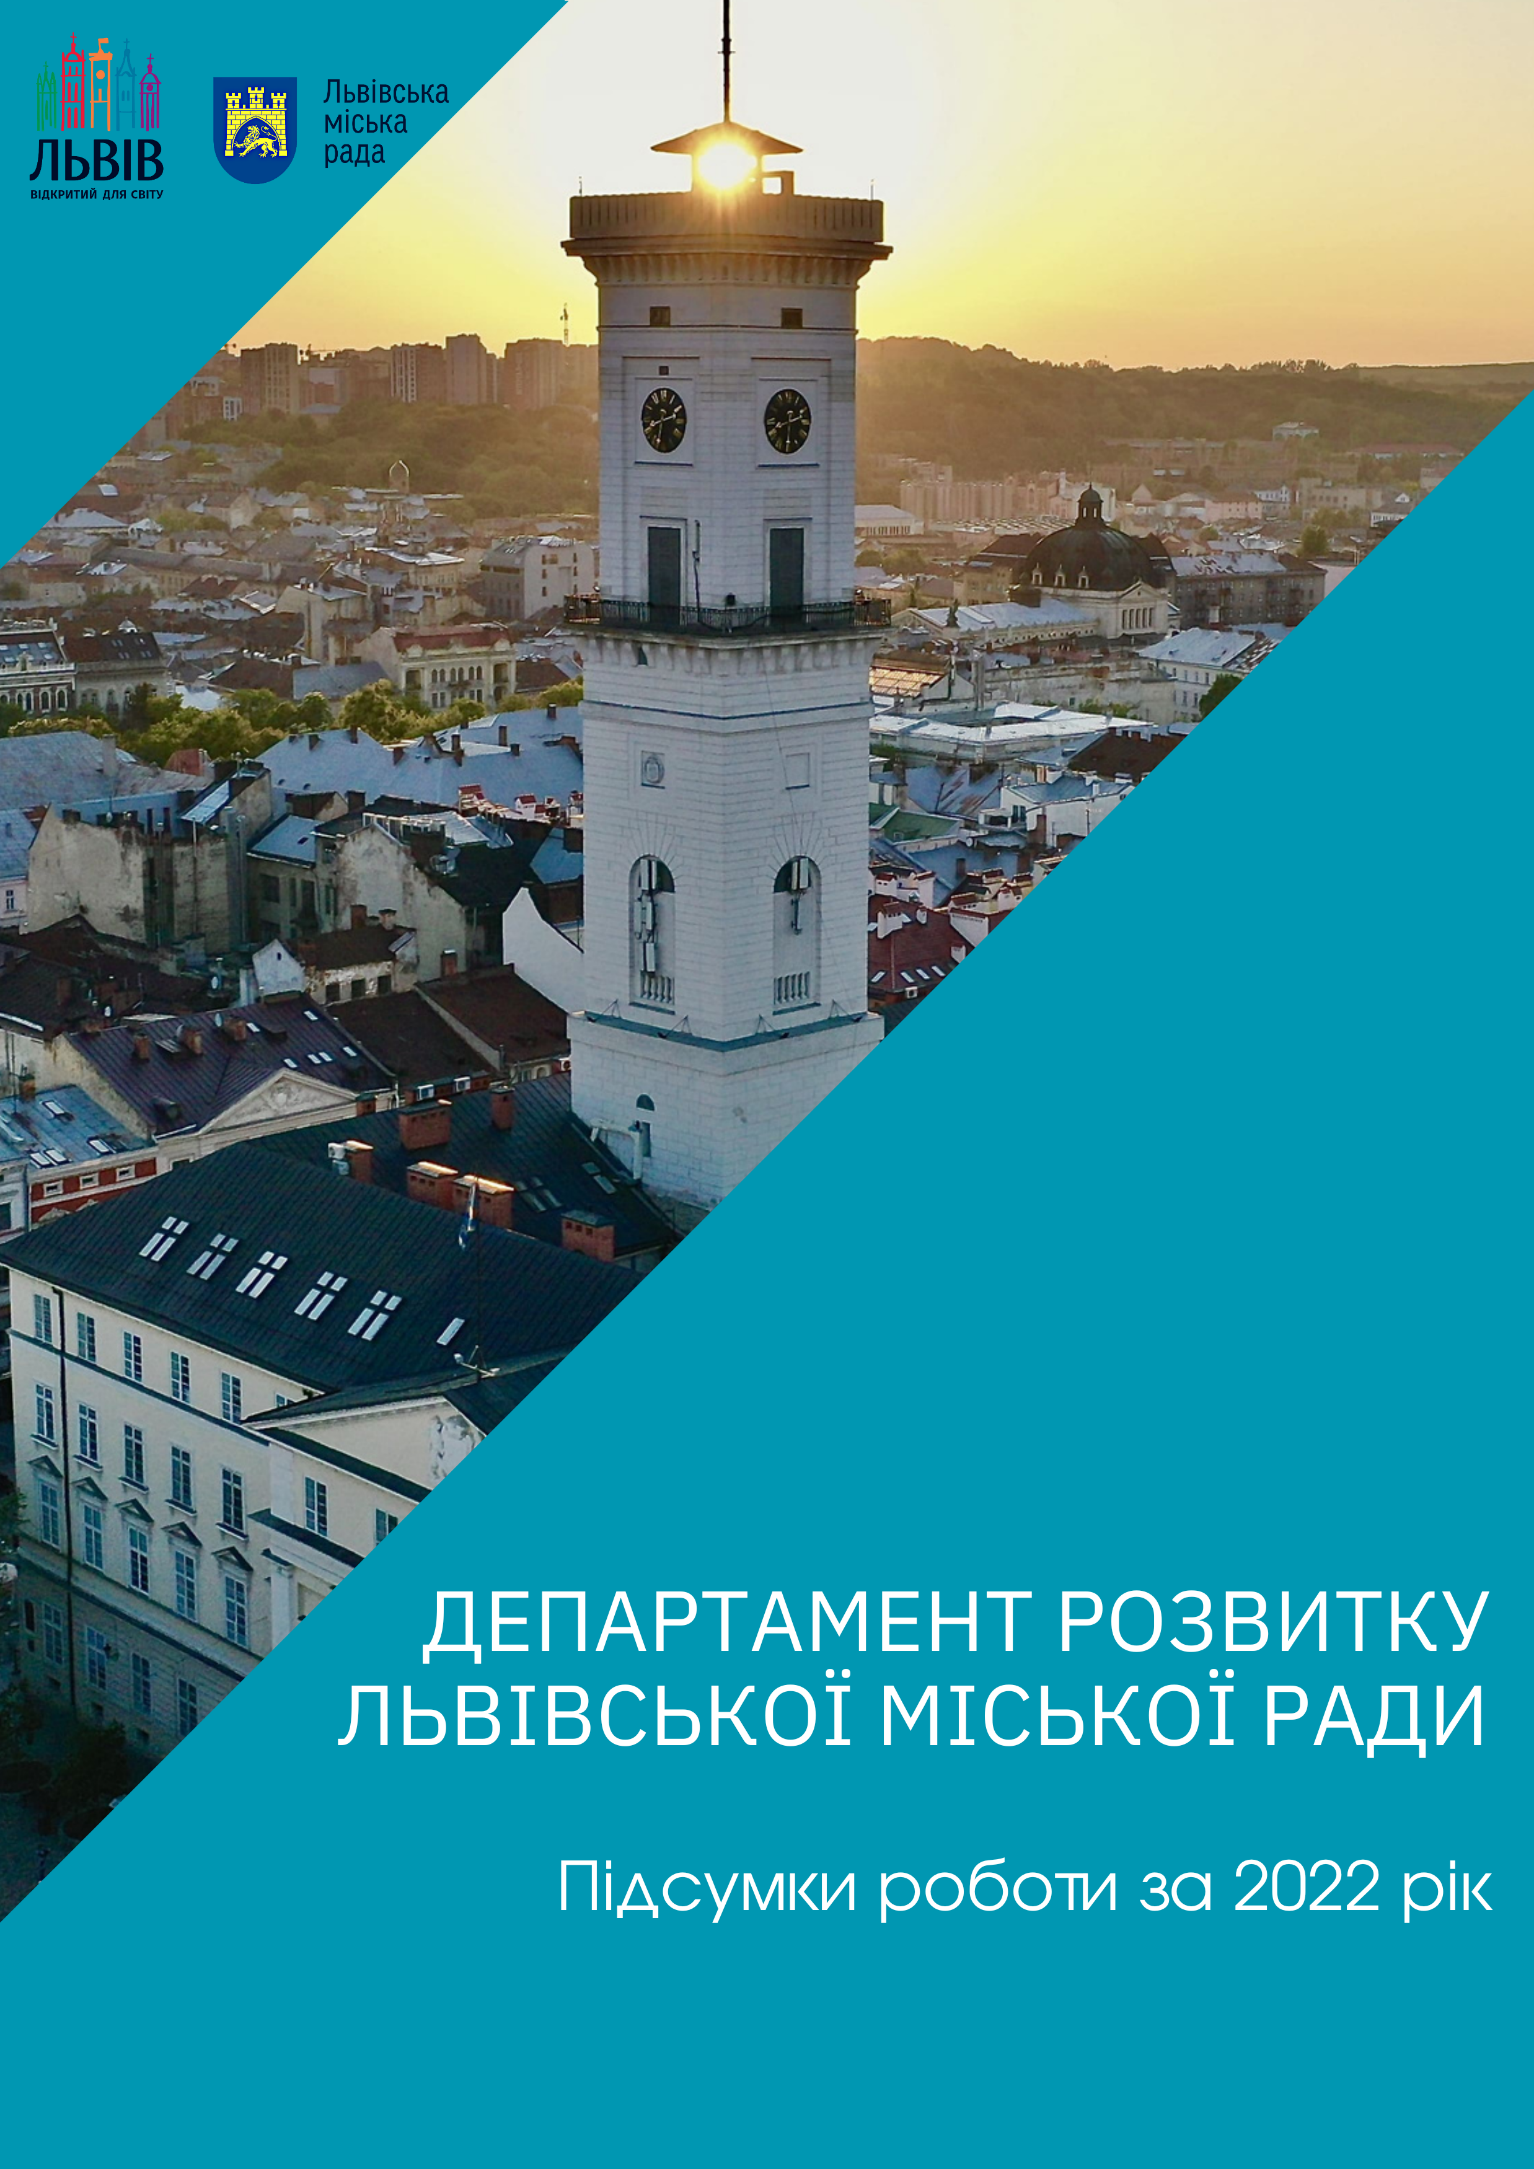 ЛЬВІВ
ВІДКРИТИЙ ДЛЯ СВІТУ
Львівська
міська
рада
ДЕПАРТАМЕНТ РОЗВИТКУ
ЛЬВІВСЬКОЇ МІСЬКОЇ РАДИ
Підсумки роботи за 2022 рік